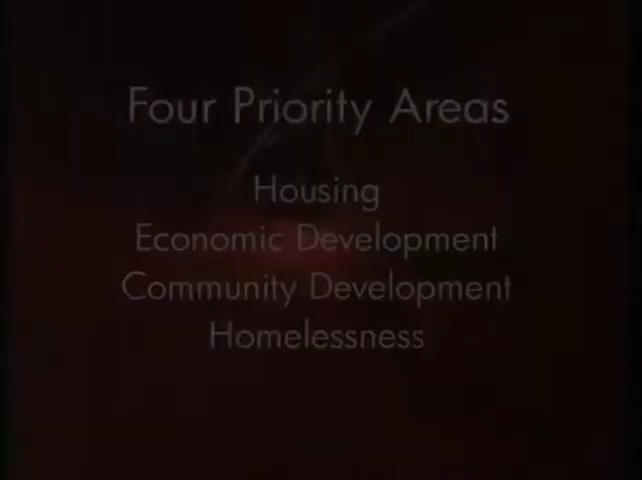 Four Priority Areas
Housing
Economic Development
Community Development
Homelessness